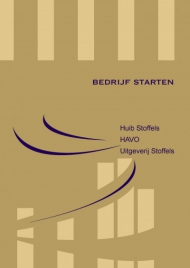 BEDRIJF STARTEN
Huib Stoffels
HAVO
Uitgeverij Stoffels